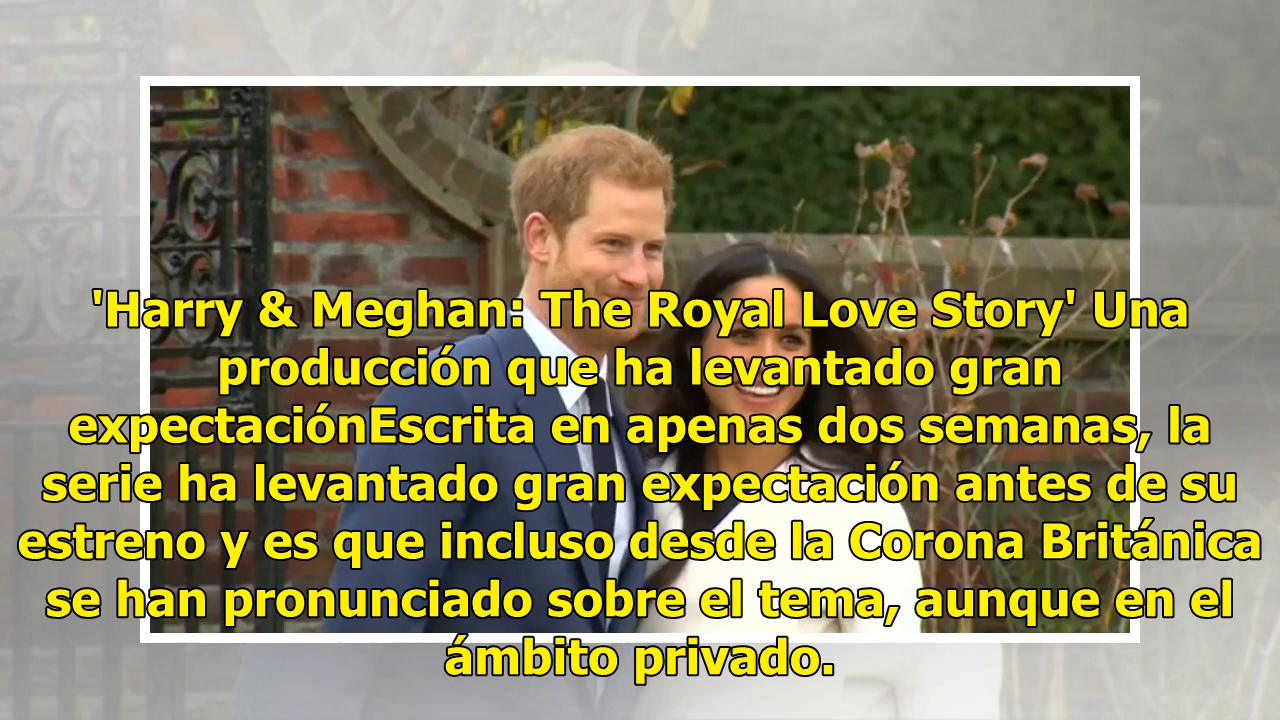 'Harry & Meghan: The Royal Love Story' Una
producción que ha levantado gran
expectaciónEscrita en apenas dos semanas, la
serie ha levantado gran expectación antes de su
estreno y es que incluso desde la Corona Británica
se han pronunciado sobre el tema, aunque en el
ámbito privado.